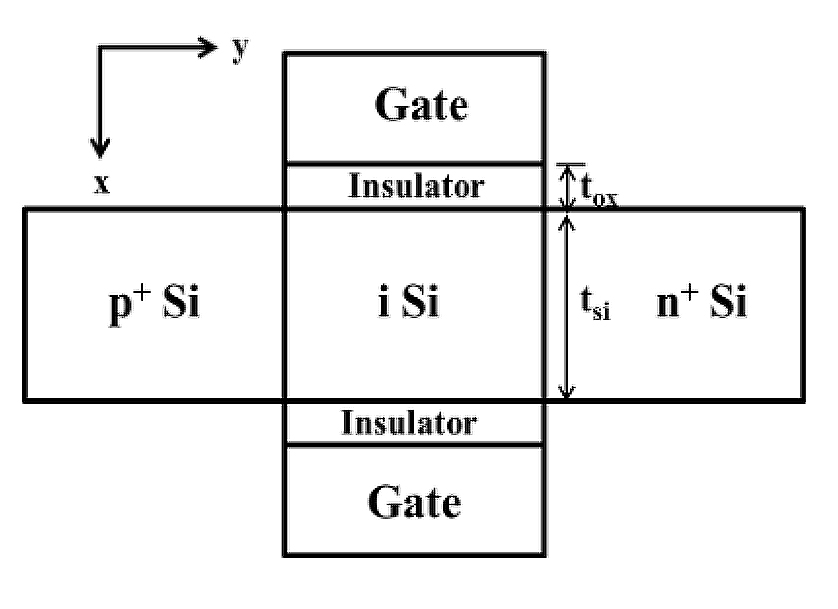 y
Gate
x
Insulator
tox
p+ Si
i Si
tsi
n+ Si
Insulator
Gate